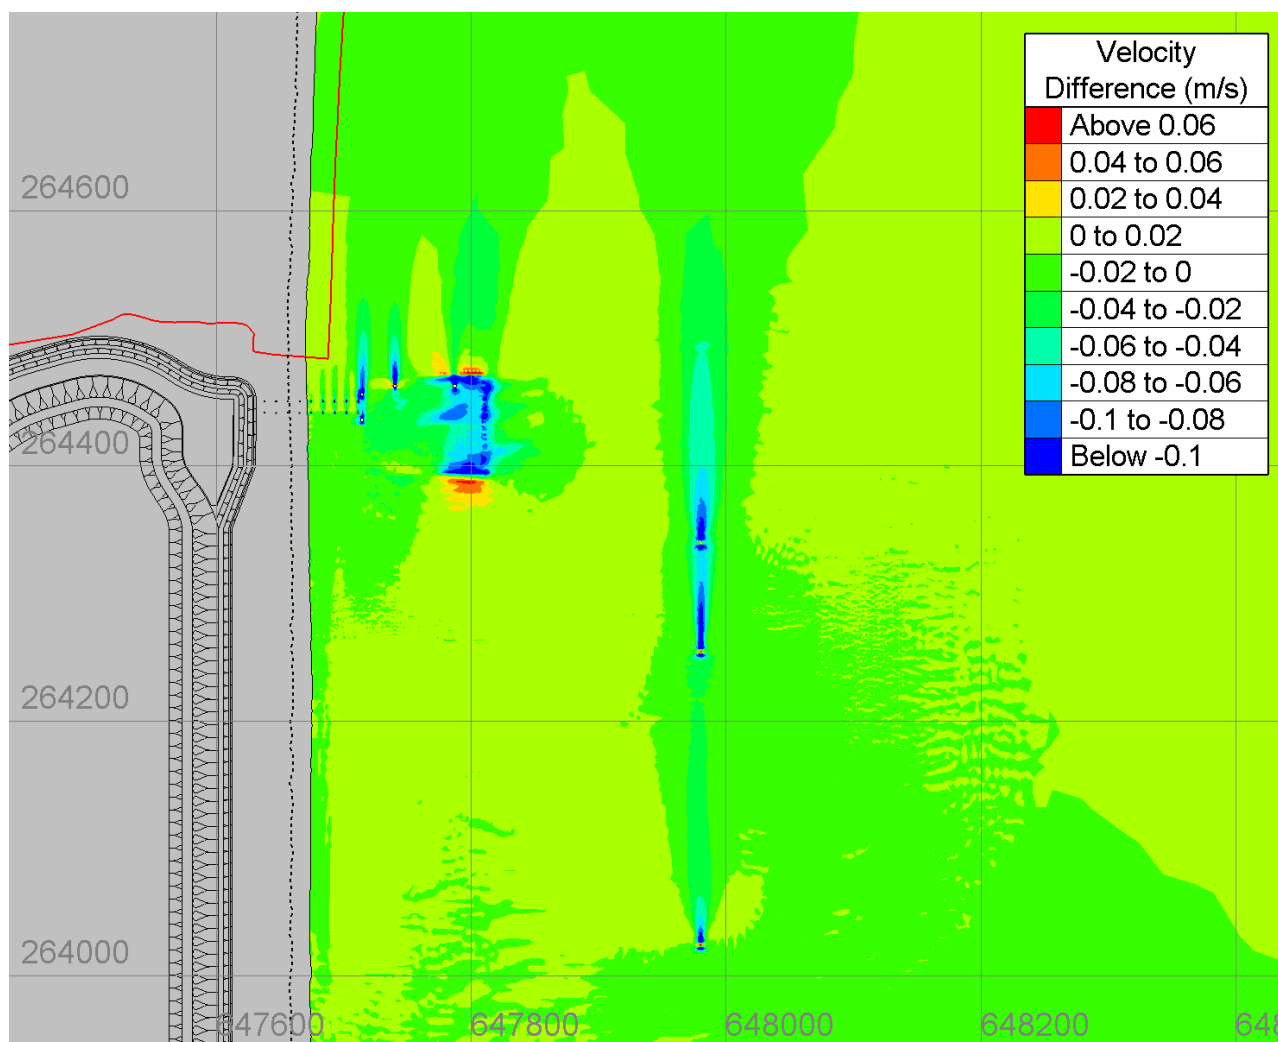 Velocity
Difference (m/s)
Above 0.06
0.04 to 0.06
0.02 to 0.04
0 to 0.02
-0.02 to 0
-0.04 to -0.02
-0.06 to -0.04
-0.08 to -0.06
-0.1 to -0.08
Below -0.1
264600
264400
264200
264000
647600
647800
648000
648200
648